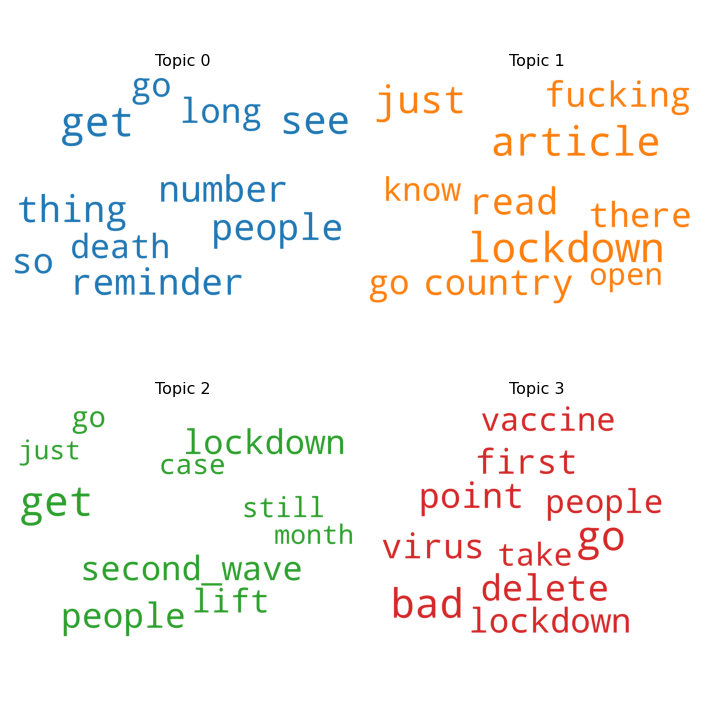 Topic 0
go
get
long
see
thing
number
people
so
death
reminder
Topic 1
just
fucking
article
know
read
there
lockdown
go
country
open
Topic 2
go
just
lockdown
case
get
still
month
second_wave
lift
people
Topic 3
vaccine
first
point
people
virus
take
go
bad
delete
lockdown